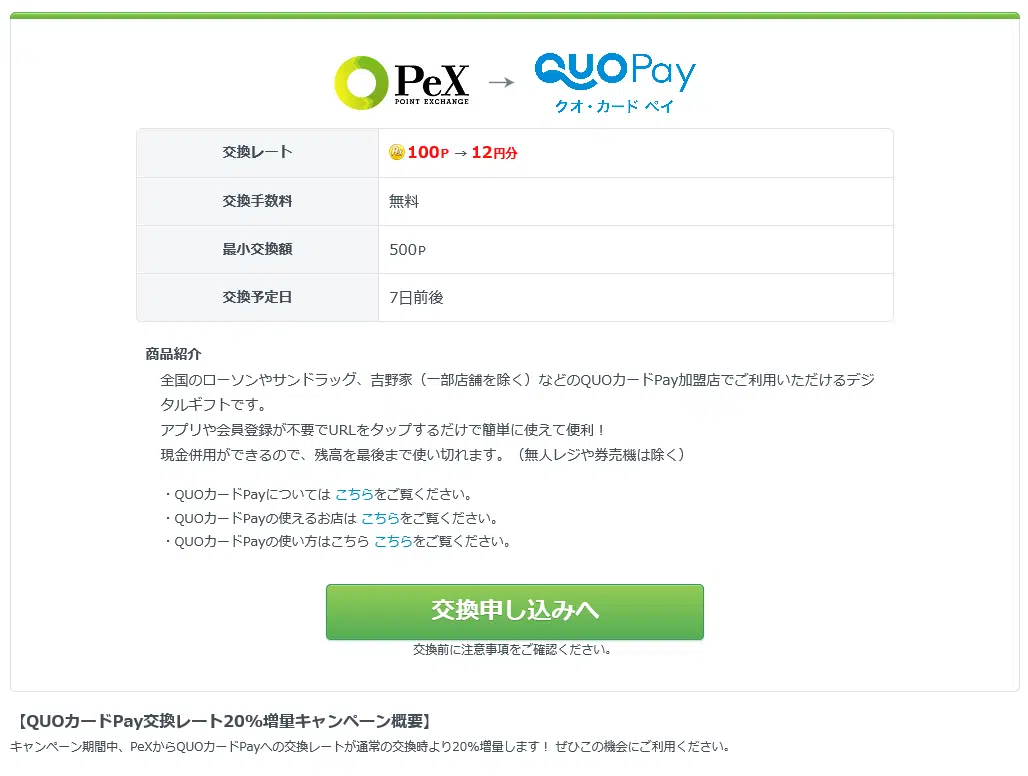 PeX
POINT EXCHANGE
→
QUO Pay
クオ・カード ペイ
交換レート
100P → 12円分
交換手数料
無料
最小交換額
500P
交換予定日
7日前後
商品紹介
全国のローソンやサンドラッグ、吉野家（一部店舗を除く）などのQUOカードPay加盟店でご利用いただけるデジ
タルギフトです。
アプリや会員登録が不要でURLをタップするだけで簡単に使えて便利！
現金併用ができるので、残高を最後まで使い切れます。（無人レジや券売機は除く）
・QUOカードPayについては こちらをご覧ください。
・QUOカードPayの使えるお店は こちらをご覧ください。
・QUOカードPayの使い方はこちら こちらをご覧ください。
交換申し込みへ
交換前に注意事項をご確認ください。
【QUOカードPay交換レート20%増量キャンペーン概要】
キャンペーン期間中、PeXからQUOカードPayへの交換レートが通常の交換時より20%増量します！ ぜひこの機会にご利用ください。